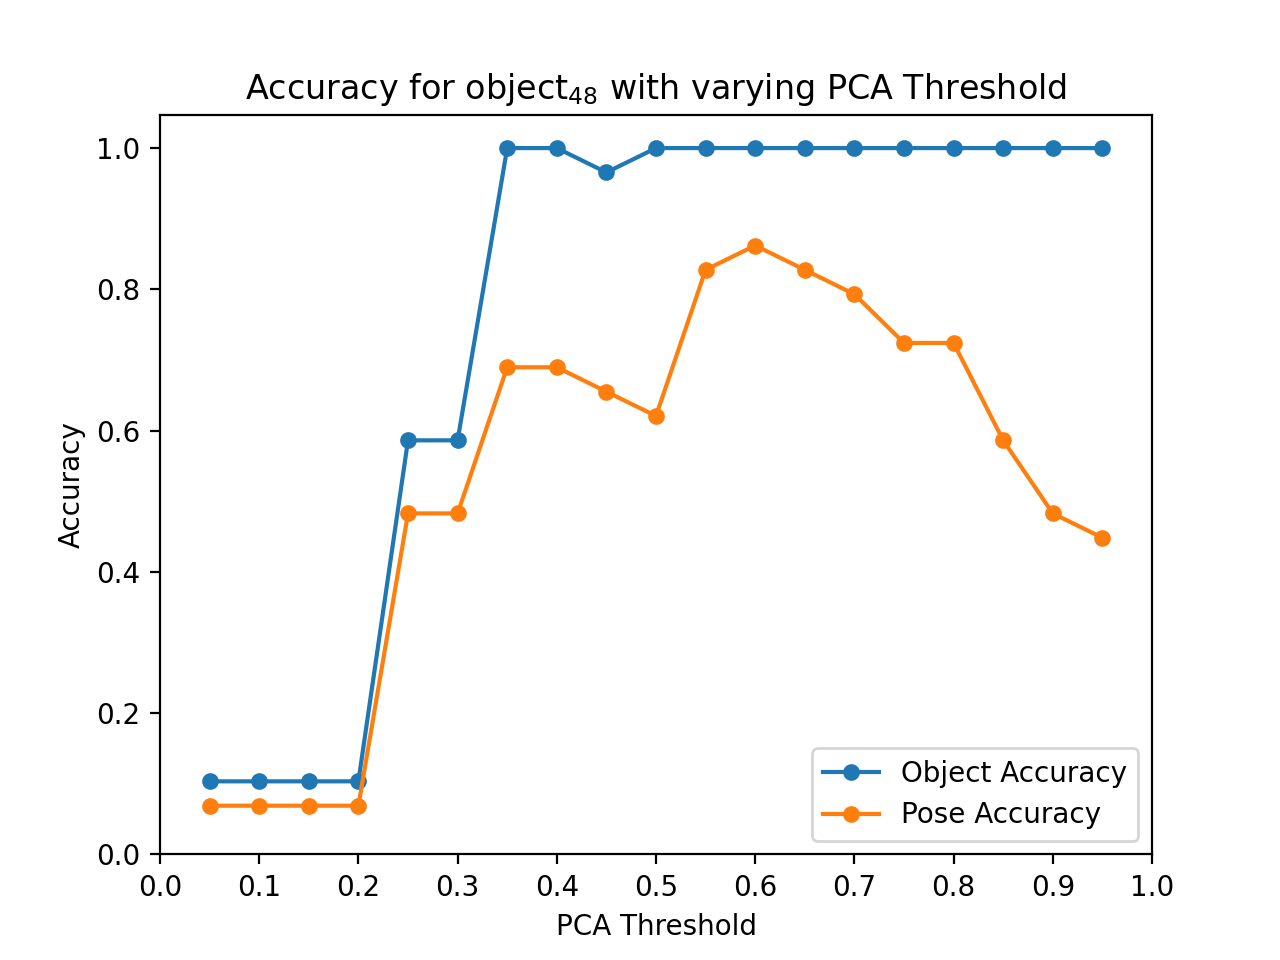 Accuracy for object₄₈ with varying PCA Threshold
1.0
0.8
0.6
0.4
0.2
0.0
Accuracy
Object Accuracy
Pose Accuracy
0.0 0.1 0.2 0.3 0.4 0.5 0.6 0.7 0.8 0.9 1.0
PCA Threshold